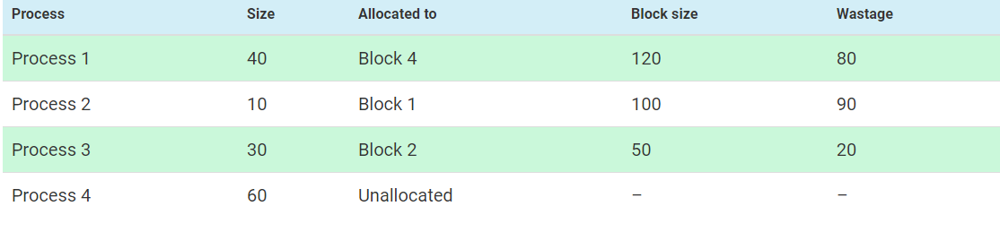 Process Size Allocated to Block size Wastage
Process 1 40 Block 4 120 80
Process 2 10 Block 1 100 90
Process 3 30 Block 2 50 20
Process 4 60 Unallocated – –